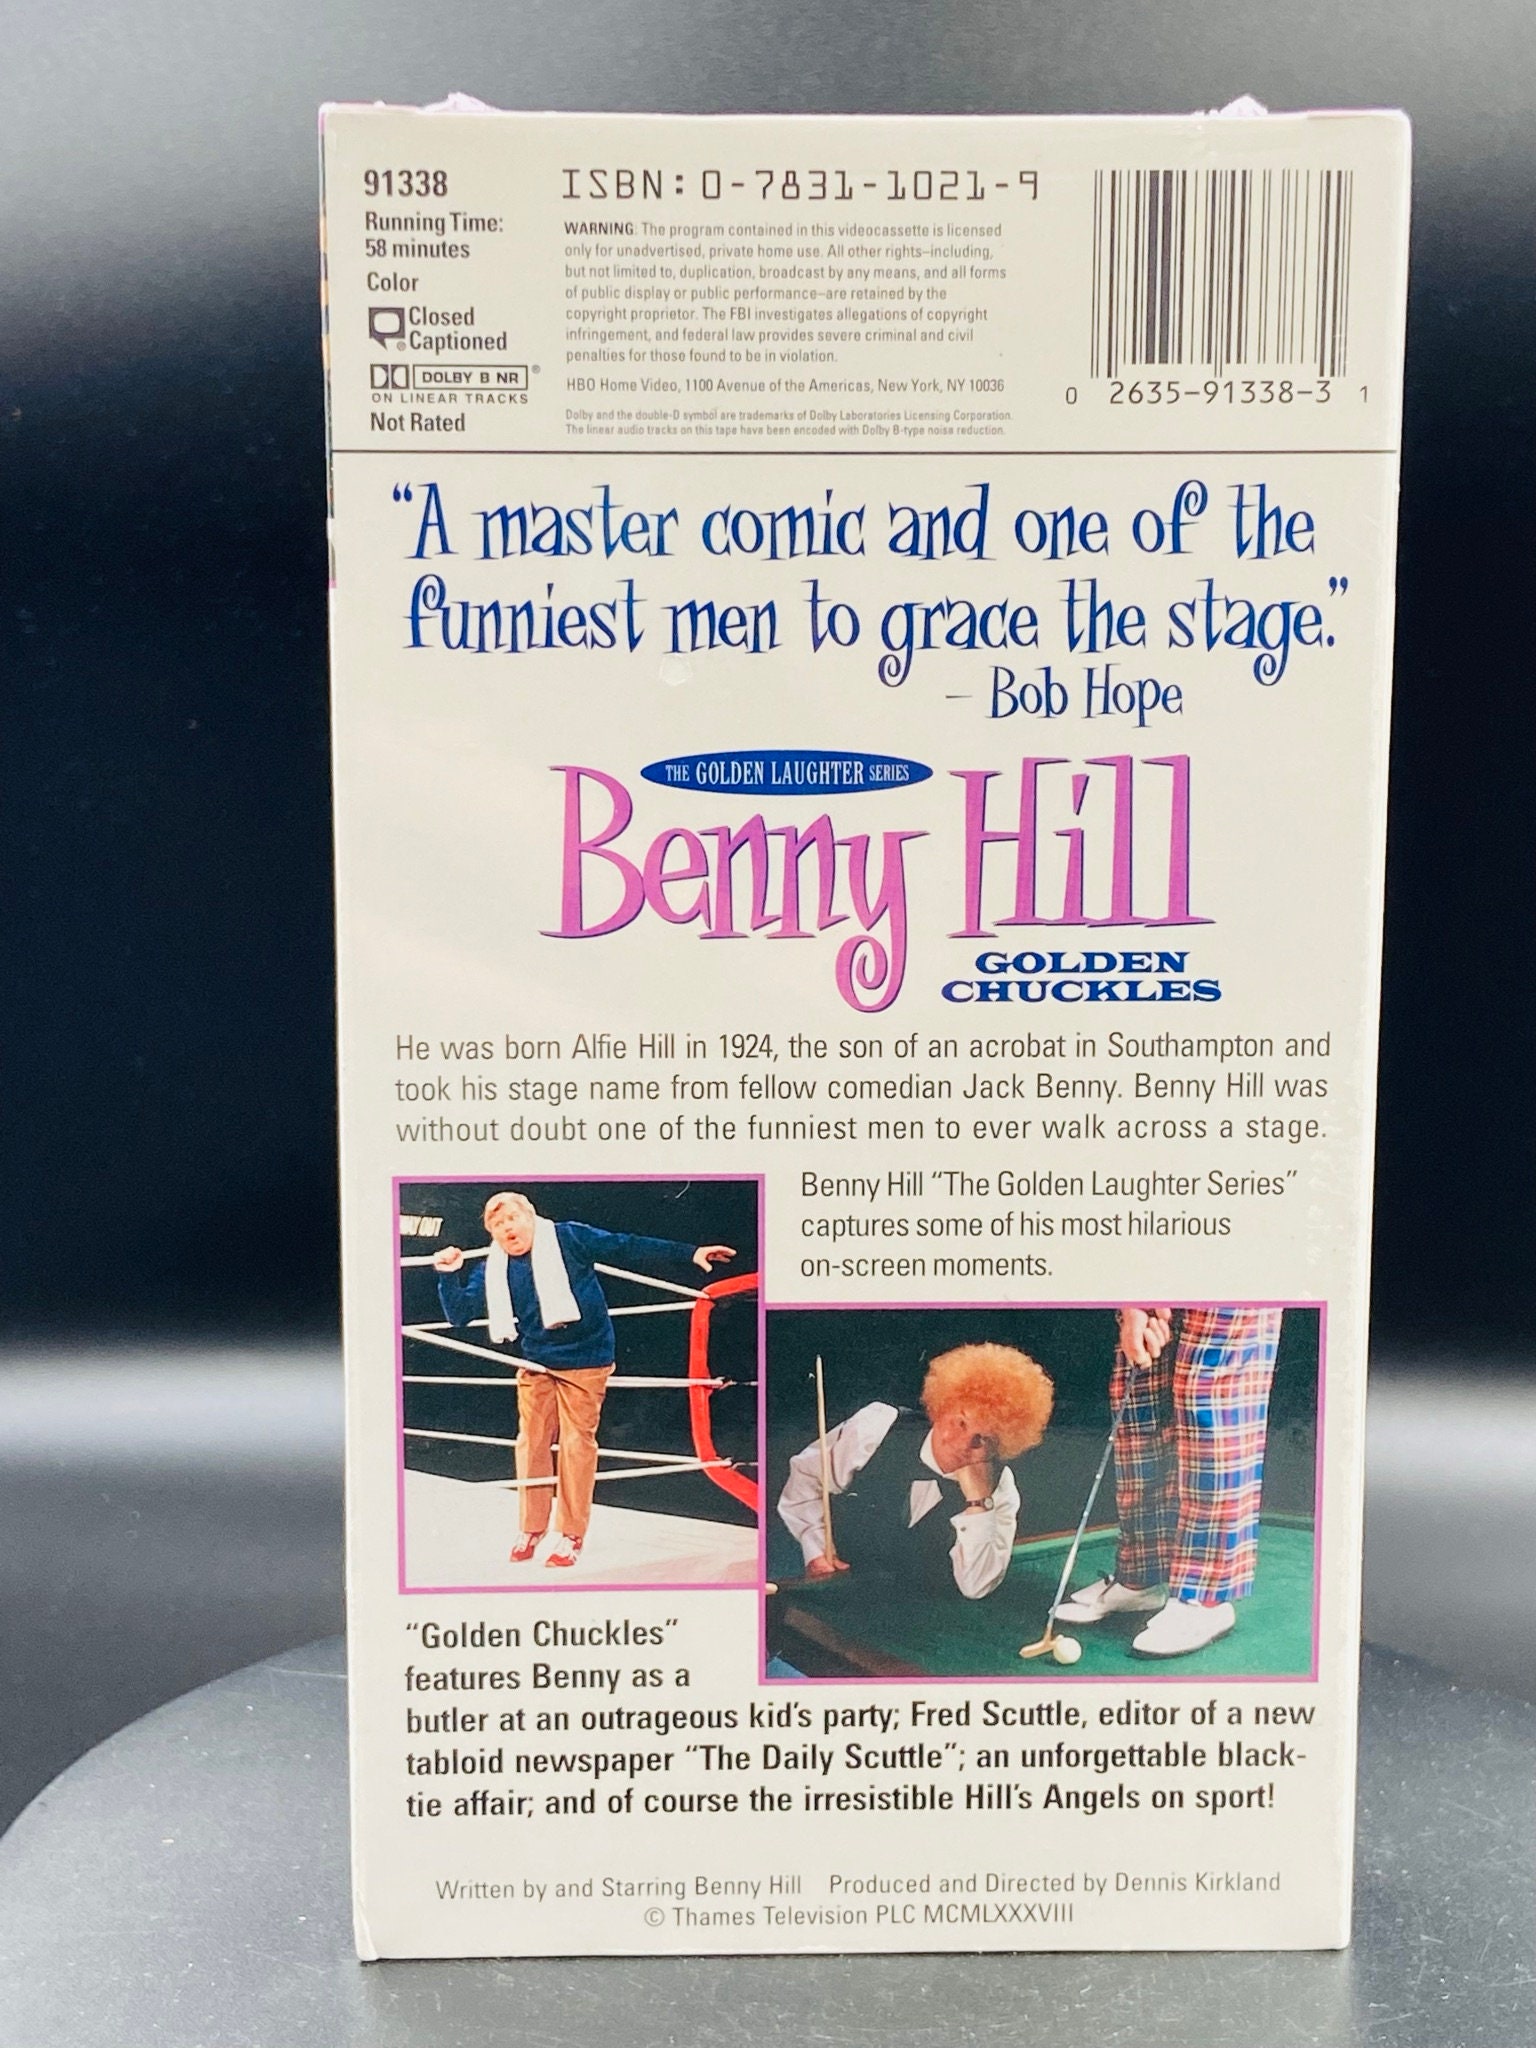 91338
Running Time:
58 minutes
Color
Closed
Captioned
DOLBY B NR
ON LINEAR TRACKS
Not Rated
ISBN: 0-7831-1021-9
WARNING: The program contained in this videocassette is licensed
only for unadvertised, private home use. All other rights–including,
but not limited to, duplication, broadcast by any means, and all forms
of public display or public performance–are retained by the
copyright proprietor. The FBI investigates allegations of copyright
infringement, and federal law provides severe criminal and civil
penalties for those found to be in violation.
HBO Home Video, 1100 Avenue of the Americas, New York, NY 10036
Dolby and the double-D symbol are trademarks of Dolby Laboratories Licensing Corporation.
The linear audio tracks on this tape have been encoded with Dolby B-type noise reduction.
0 2635-91338-3 1
“A master comic and one of the
funniest men to grace the stage.”
– Bob Hope
THE GOLDEN LAUGHTER SERIES
Benny Hill
GOLDEN
CHUCKLES
He was born Alfie Hill in 1924, the son of an acrobat in Southampton and
took his stage name from fellow comedian Jack Benny. Benny Hill was
without doubt one of the funniest men to ever walk across a stage.
Benny Hill “The Golden Laughter Series”
captures some of his most hilarious
on-screen moments.
WAY OUT
“Golden Chuckles”
features Benny as a
butler at an outrageous kid's party; Fred Scuttle, editor of a new
tabloid newspaper “The Daily Scuttle”; an unforgettable black-
tie affair; and of course the irresistible Hill's Angels on sport!
Written by and Starring Benny Hill Produced and Directed by Dennis Kirkland
© Thames Television PLC MCMLXXXVIII